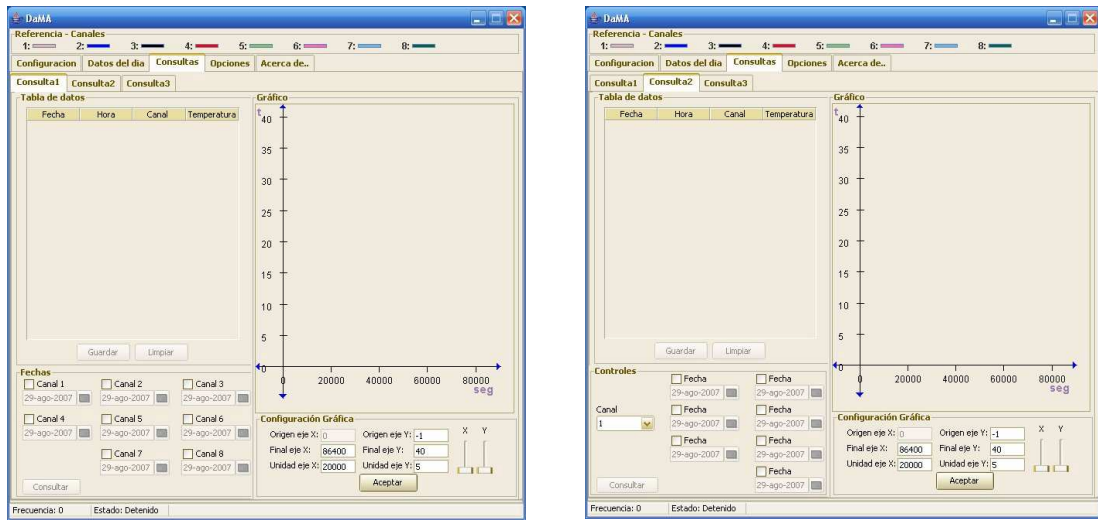 DaMA
Referencia - Canales
1: 2: 3: 4: 5: 6: 7: 8:
Configuracion Datos del dia Consultas Opciones Acerca de..
Consulta1 Consulta2 Consulta3
Tabla de datos
Fecha Hora Canal Temperatura
Guardar Limpiar
Fechas
Canal 1 Canal 2 Canal 3
29-ago-2007 29-ago-2007 29-ago-2007
Canal 4 Canal 5 Canal 6
29-ago-2007 29-ago-2007 29-ago-2007
Canal 7 Canal 8
29-ago-2007 29-ago-2007
Consultar
Gráfico
t
40
35
30
25
20
15
10
5
0
0 20000 40000 60000 80000
seg
Configuración Gráfica
Origen eje X: 0 Origen eje Y: -1 X Y
Final eje X: 86400 Final eje Y: 40
Unidad eje X: 20000 Unidad eje Y: 5
Aceptar
Frecuencia: 0 Estado: Detenido
DaMA
Referencia - Canales
1: 2: 3: 4: 5: 6: 7: 8:
Configuracion Datos del dia Consultas Opciones Acerca de..
Consulta1 Consulta2 Consulta3
Tabla de datos
Fecha Hora Canal Temperatura
Guardar Limpiar
Controles
Fecha Fecha
29-ago-2007 29-ago-2007
Canal Fecha Fecha
1 29-ago-2007 29-ago-2007
Fecha Fecha
29-ago-2007 29-ago-2007
Fecha
Consultar 29-ago-2007
Gráfico
t
40
35
30
25
20
15
10
5
0
0 20000 40000 60000 80000
seg
Configuración Gráfica
Origen eje X: 0 Origen eje Y: -1 X Y
Final eje X: 86400 Final eje Y: 40
Unidad eje X: 20000 Unidad eje Y: 5
Aceptar
Frecuencia: 0 Estado: Detenido